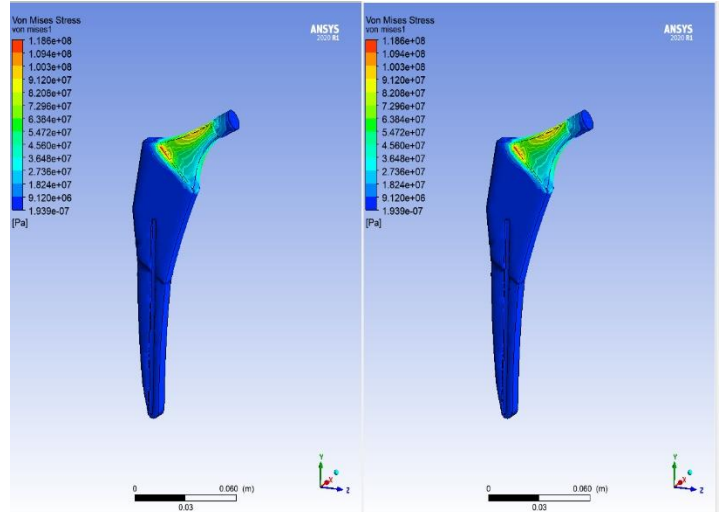 Von Mises Stress
von mises1
1.186e+08
1.094e+08
1.003e+08
9.120e+07
8.208e+07
7.296e+07
6.384e+07
5.472e+07
4.560e+07
3.648e+07
2.736e+07
1.824e+07
9.120e+06
1.939e-07
[Pa]
ANSYS
2020 R1
0
0.060 (m)
0.03
Y
X
Z
Von Mises Stress
von mises1
1.186e+08
1.094e+08
1.003e+08
9.120e+07
8.208e+07
7.296e+07
6.384e+07
5.472e+07
4.560e+07
3.648e+07
2.736e+07
1.824e+07
9.120e+06
1.939e-07
[Pa]
ANSYS
2020 R1
0
0.060 (m)
0.03
Y
X
Z